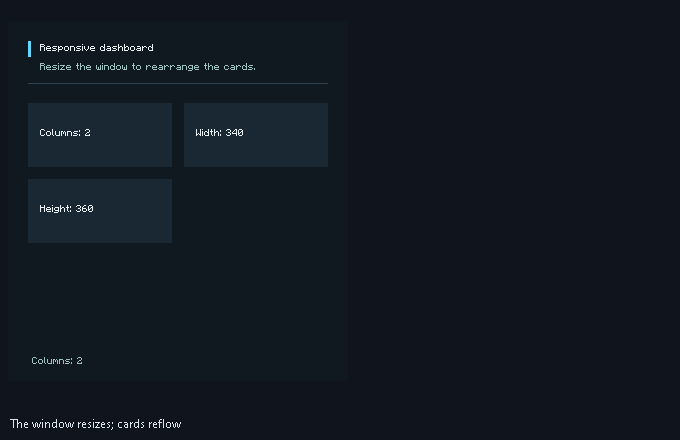 Responsive dashboard
Resize the window to rearrange the cards.
Columns: 2
Width: 340
Height: 360
Columns: 2
The window resizes; cards reflow